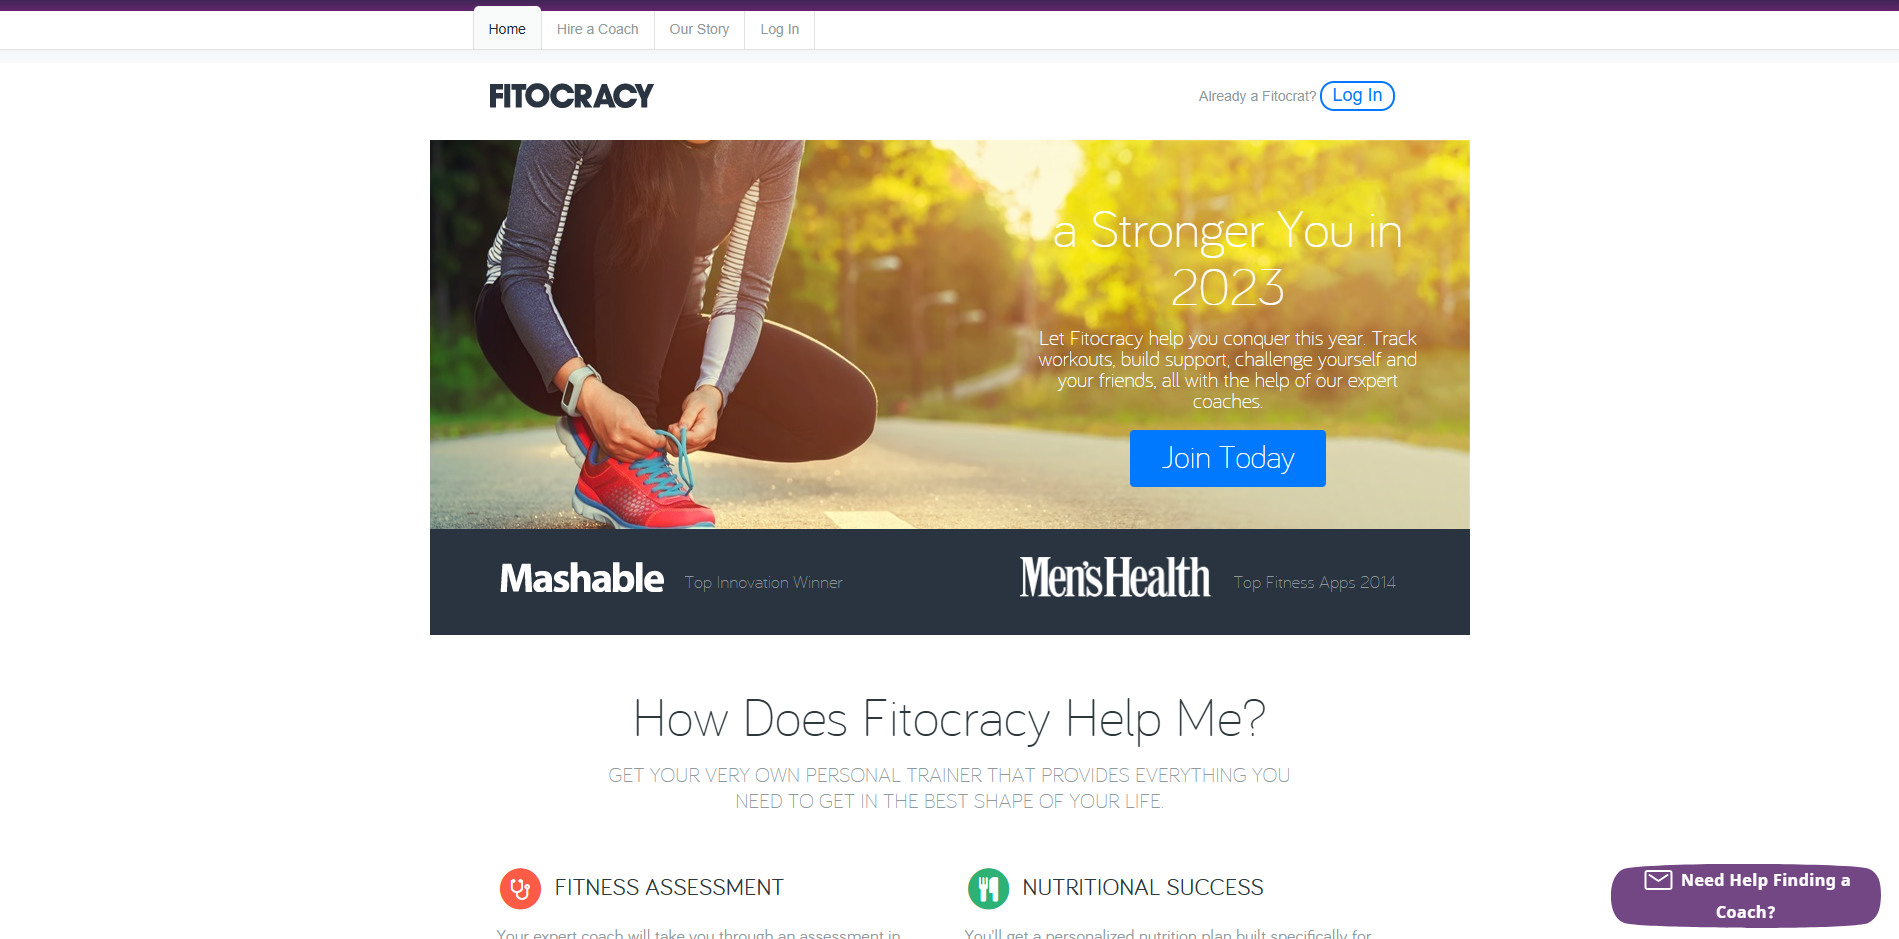 Home
Hire a Coach
Our Story
Log In
FITOCRACY
Already a Fitocrat? Log In
a Stronger You in
2023
Let Fitocracy help you conquer this year. Track
workouts, build support, challenge yourself and
your friends, all with the help of our expert
coaches.
Join Today
Mashable Top Innovation Winner
Men'sHealth Top Fitness Apps 2014
How Does Fitocracy Help Me?
GET YOUR VERY OWN PERSONAL TRAINER THAT PROVIDES EVERYTHING YOU
NEED TO GET IN THE BEST SHAPE OF YOUR LIFE.
FITNESS ASSESSMENT
Your expert coach will take you through an assessment in
NUTRITIONAL SUCCESS
You'll get a personalized nutrition plan built specifically for
Need Help Finding a
Coach?